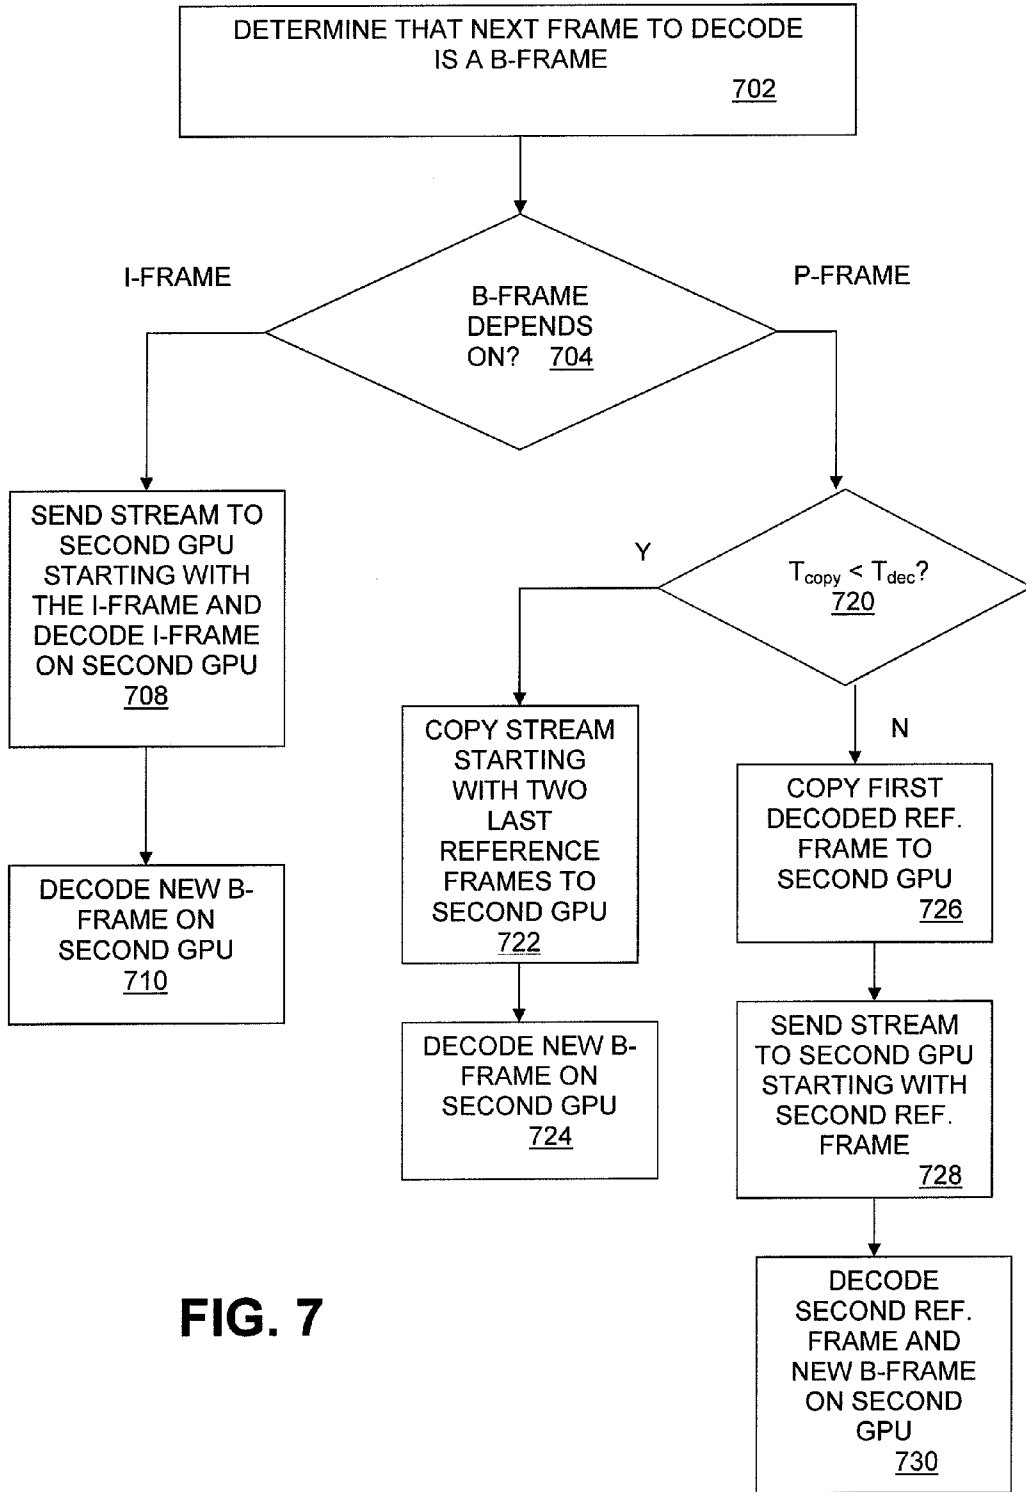 DETERMINE THAT NEXT FRAME TO DECODE
IS A B-FRAME
702
I-FRAME
P-FRAME
B-FRAME
DEPENDS
ON? 704
SEND STREAM TO
SECOND GPU
STARTING WITH
THE I-FRAME AND
DECODE I-FRAME
ON SECOND GPU
708
DECODE NEW B-
FRAME ON
SECOND GPU
710
Tcopy < Tdec?
720
Y
N
COPY STREAM
STARTING
WITH TWO
LAST
REFERENCE
FRAMES TO
SECOND GPU
722
DECODE NEW B-
FRAME ON
SECOND GPU
724
COPY FIRST
DECODED REF.
FRAME TO
SECOND GPU
726
SEND STREAM
TO SECOND GPU
STARTING WITH
SECOND REF.
FRAME
728
DECODE
SECOND REF.
FRAME AND
NEW B-FRAME
ON SECOND
GPU
730
FIG. 7